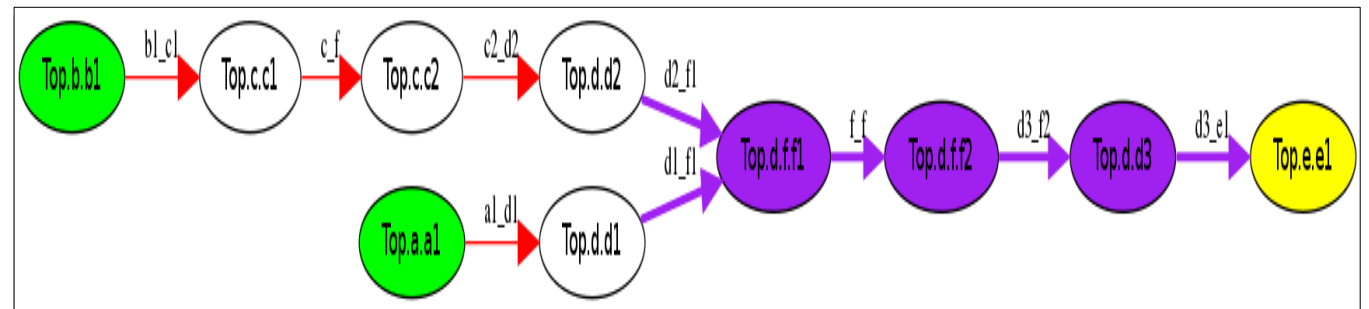 b1_c1
c_f
c2_d2
Top.b.b1
Top.c.c1
Top.c.c2
Top.d.d2
d2_f1
f_f
d3_f2
d3_e1
Top.d.f.f1
Top.d.f.f2
Top.d.d3
Top.e.e1
d1_f1
a1_d1
Top.a.a1
Top.d.d1